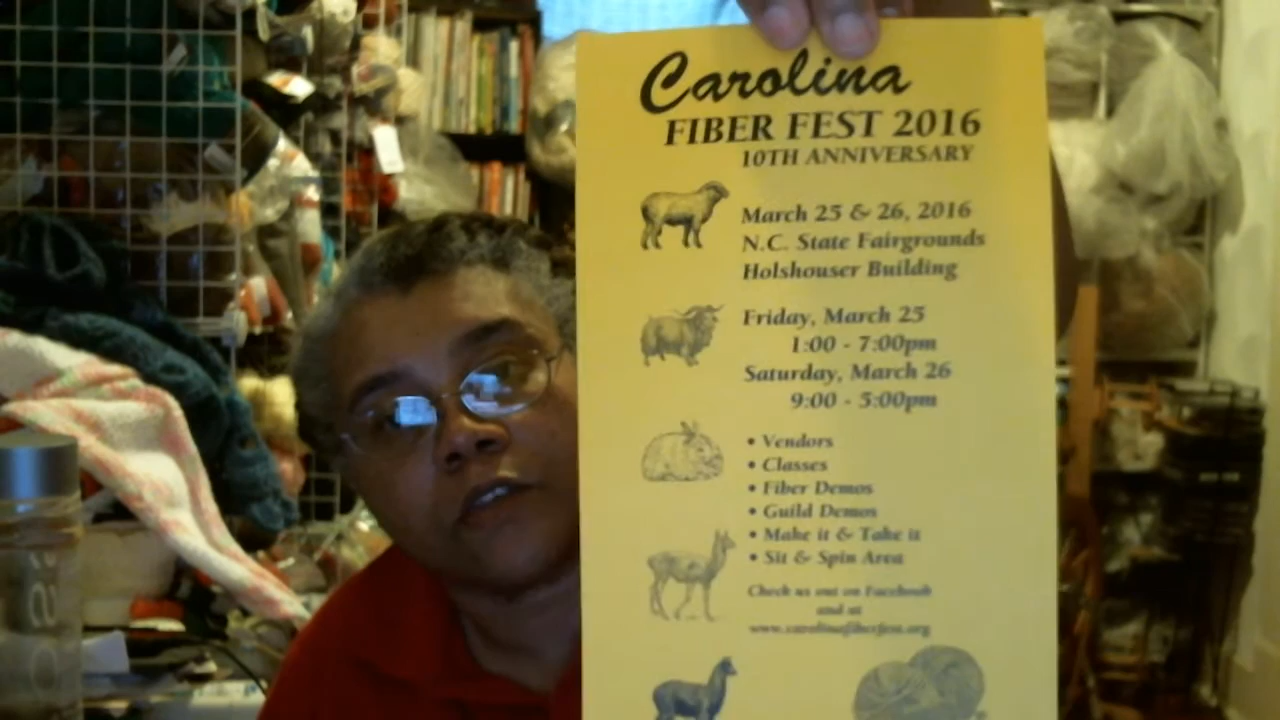 Carolina
FIBER FEST 2016
10TH ANNIVERSARY
March 25 & 26, 2016
N.C. State Fairgrounds
Holshouser Building
Friday, March 25
1:00 - 7:00pm
Saturday, March 26
9:00 - 5:00pm
• Vendors
• Classes
• Fiber Demos
• Guild Demos
• Make it & Take it
• Sit & Spin Area
Check us out on Facebook
and at
www.carolinafiberfest.org